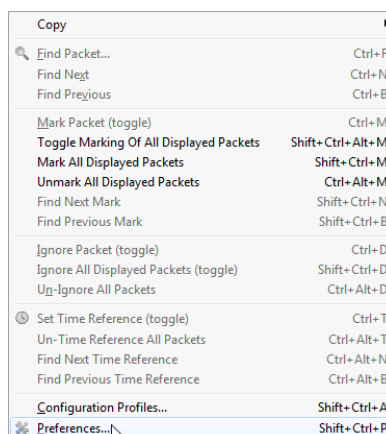 Copy
Find Packet... Ctrl+F
Find Next Ctrl+N
Find Previous Ctrl+B
Mark Packet (toggle) Ctrl+M
Toggle Marking Of All Displayed Packets Shift+Ctrl+Alt+M
Mark All Displayed Packets Shift+Ctrl+M
Unmark All Displayed Packets Ctrl+Alt+M
Find Next Mark Shift+Ctrl+N
Find Previous Mark Shift+Ctrl+B
Ignore Packet (toggle) Ctrl+D
Ignore All Displayed Packets (toggle) Shift+Ctrl+D
Un-Ignore All Packets Ctrl+Alt+D
Set Time Reference (toggle) Ctrl+T
Un-Time Reference All Packets Ctrl+Alt+T
Find Next Time Reference Ctrl+Alt+N
Find Previous Time Reference Ctrl+Alt+B
Configuration Profiles... Shift+Ctrl+A
Preferences... Shift+Ctrl+P